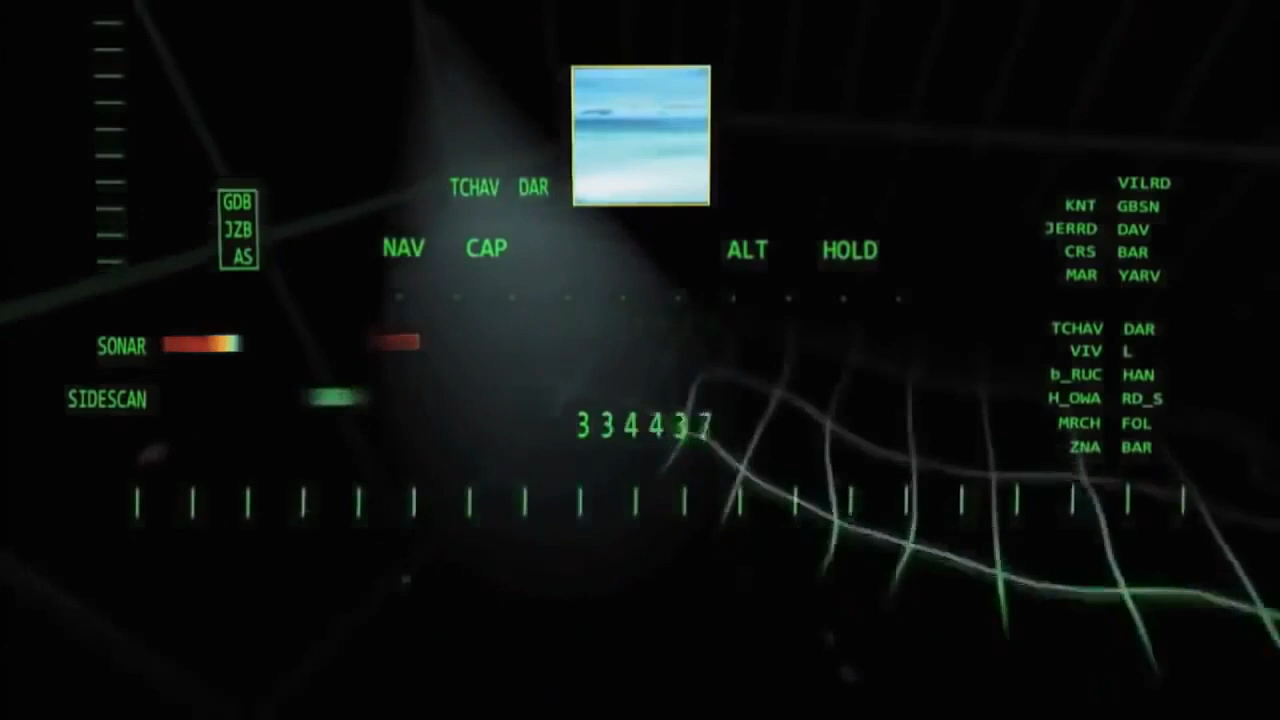 VILRD
TCHAV DAR
GDB
JZB
AS
NAV CAP ALT HOLD
KNT GBSN
JERRD DAV
CRS BAR
MAR YARV
SONAR
SIDESCAN
334437
TCHAV DAR
VIV L
b_RUC HAN
H_OWA RD_S
MRCH FOL
ZNA BAR